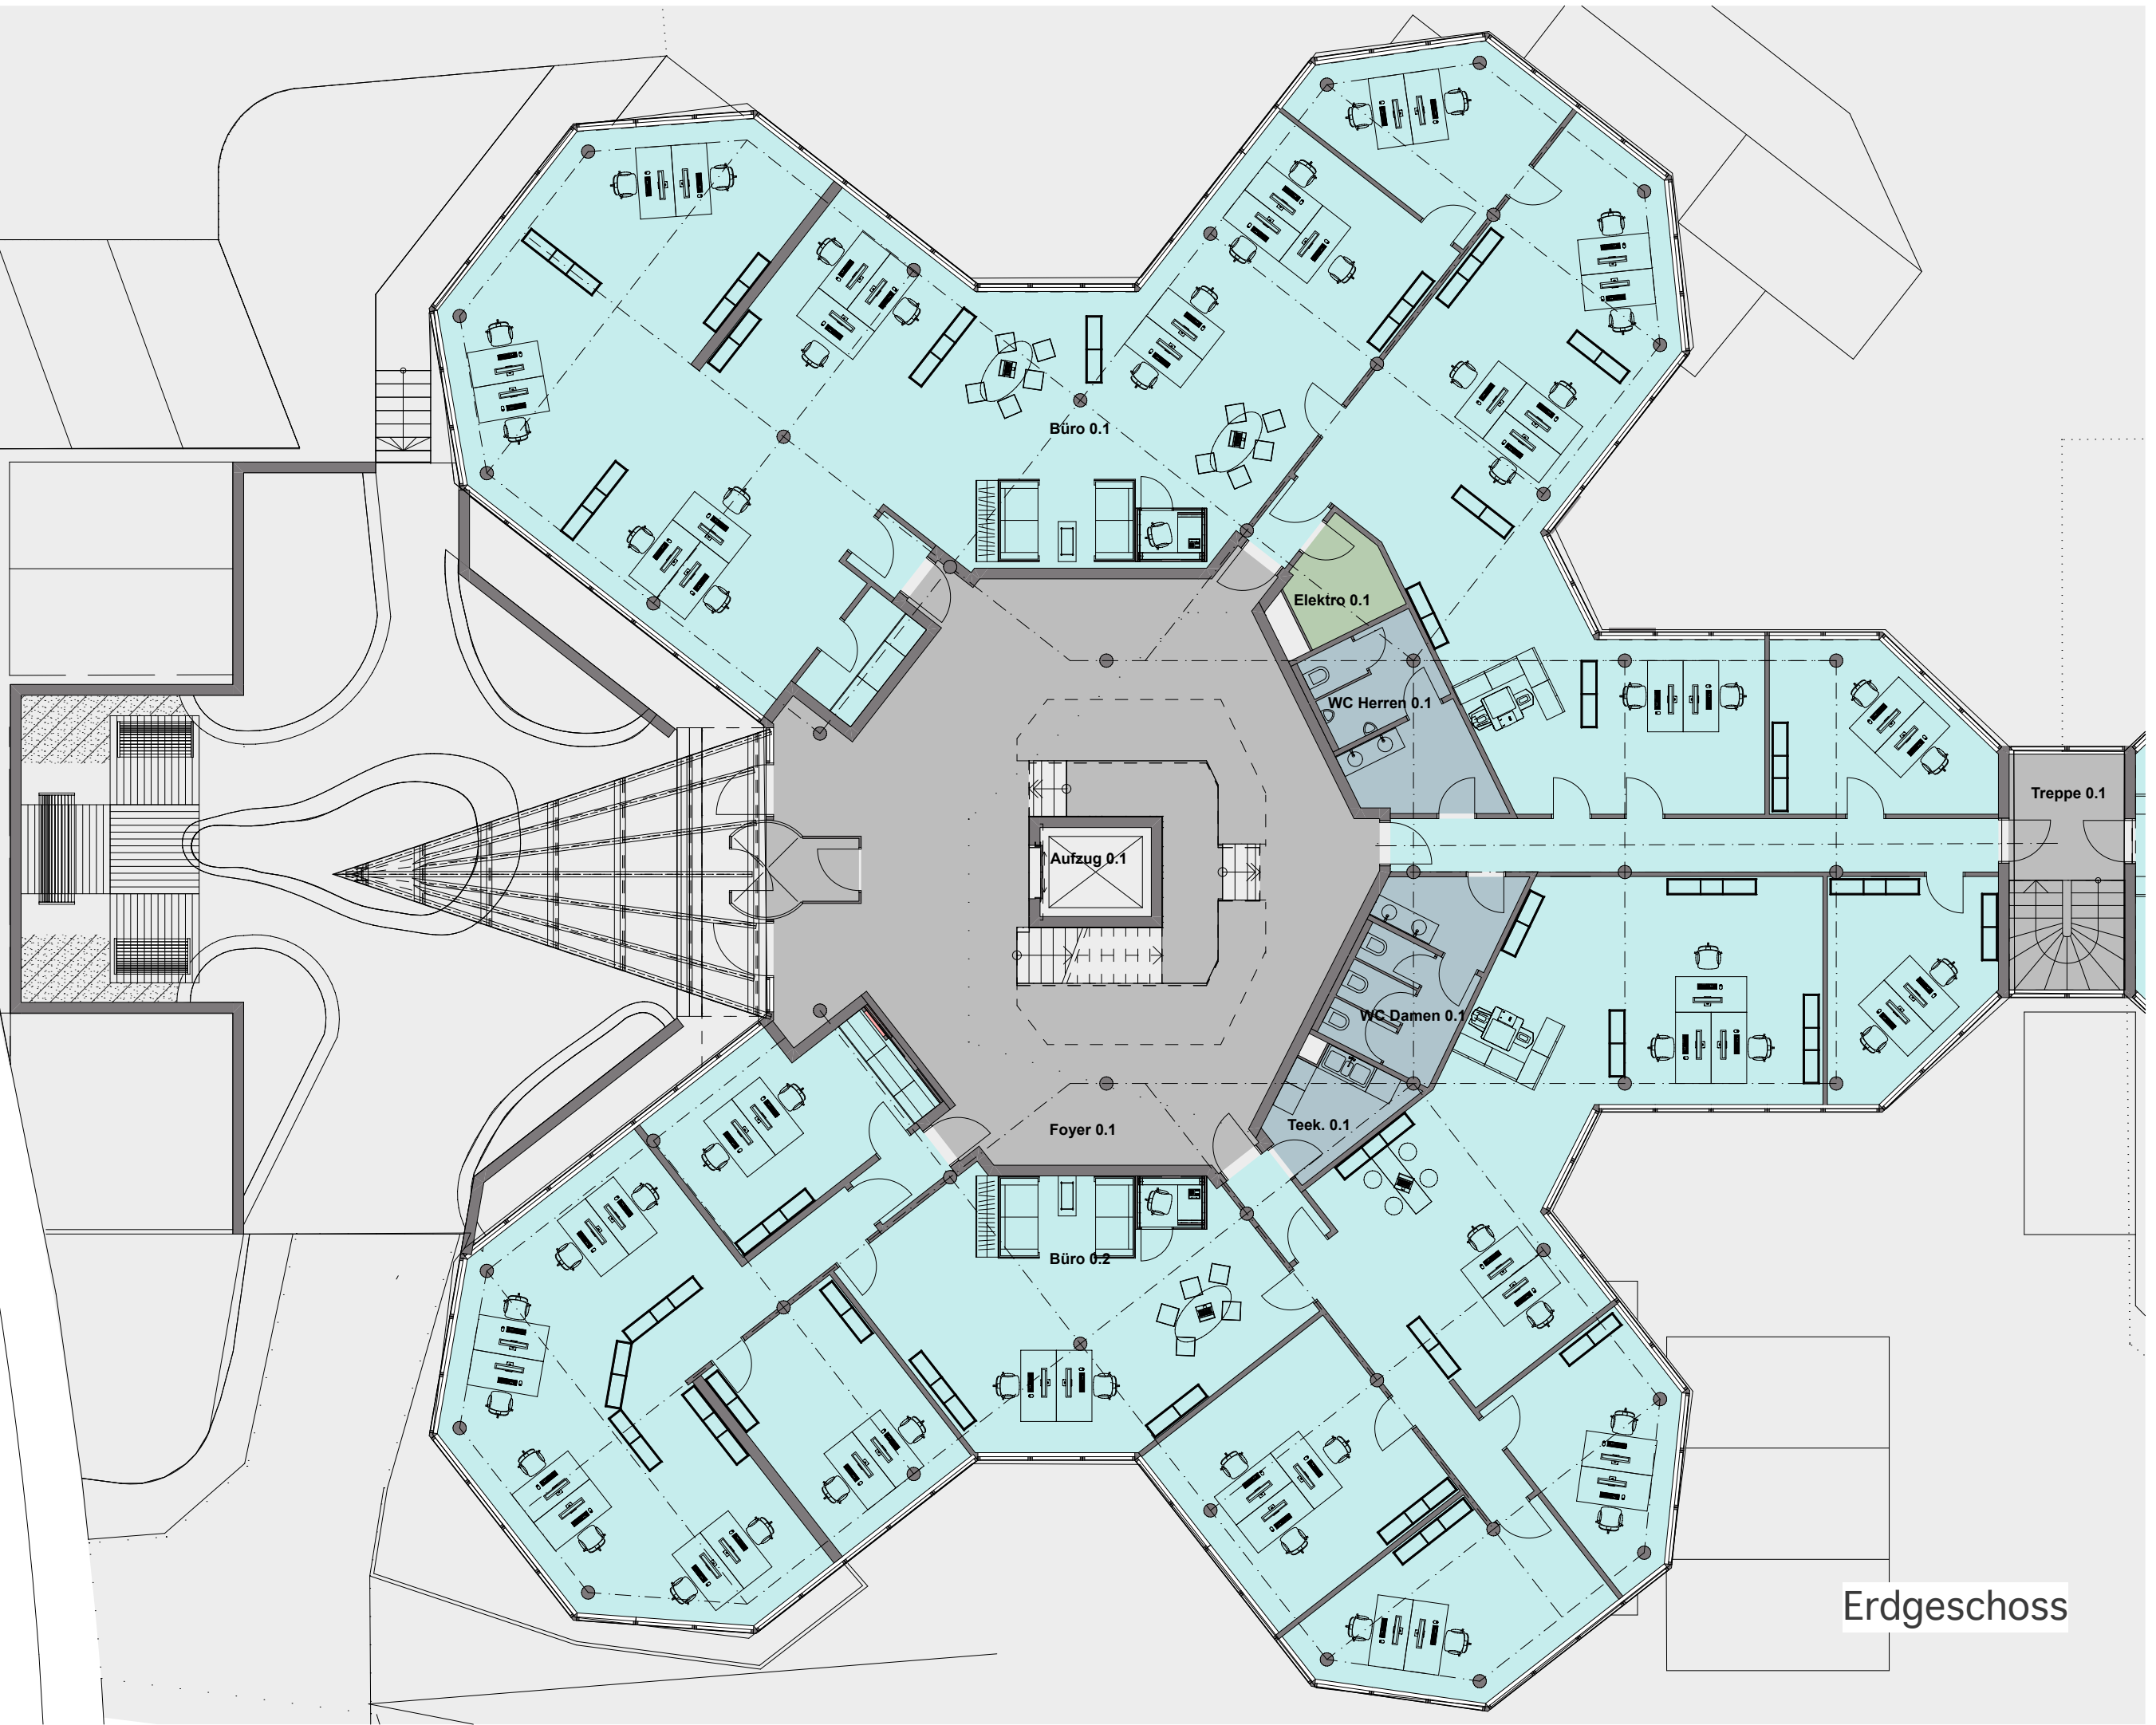 Büro 0.1
Elektro 0.1
WC Herren 0.1
Treppe 0.1
Aufzug 0.1
WC Damen 0.1
Teek. 0.1
Foyer 0.1
Büro 0.2
Erdgeschoss